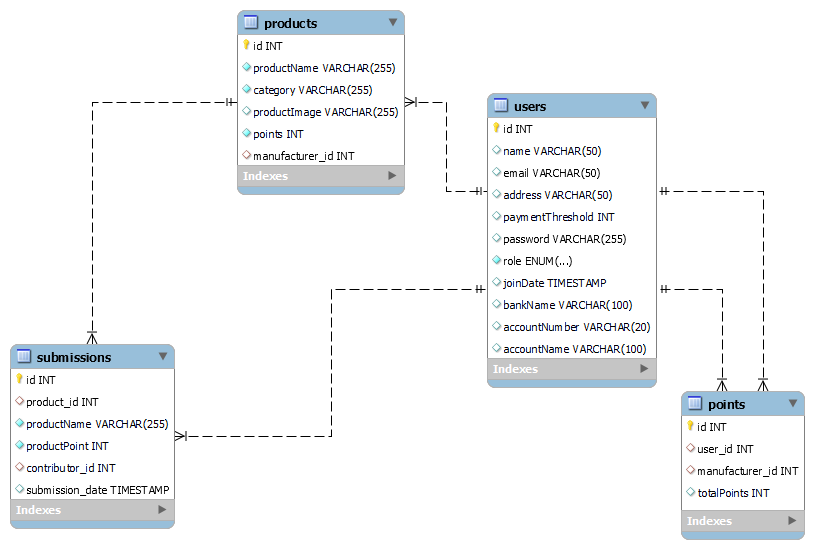 products
id INT
productName VARCHAR(255)
category VARCHAR(255)
productImage VARCHAR(255)
points INT
manufacturer_id INT
Indexes
users
id INT
name VARCHAR(50)
email VARCHAR(50)
address VARCHAR(50)
paymentThreshold INT
password VARCHAR(255)
role ENUM(...)
joinDate TIMESTAMP
bankName VARCHAR(100)
accountNumber VARCHAR(20)
accountName VARCHAR(100)
Indexes
submissions
id INT
product_id INT
productName VARCHAR(255)
productPoint INT
contributor_id INT
submission_date TIMESTAMP
Indexes
points
id INT
user_id INT
manufacturer_id INT
totalPoints INT
Indexes